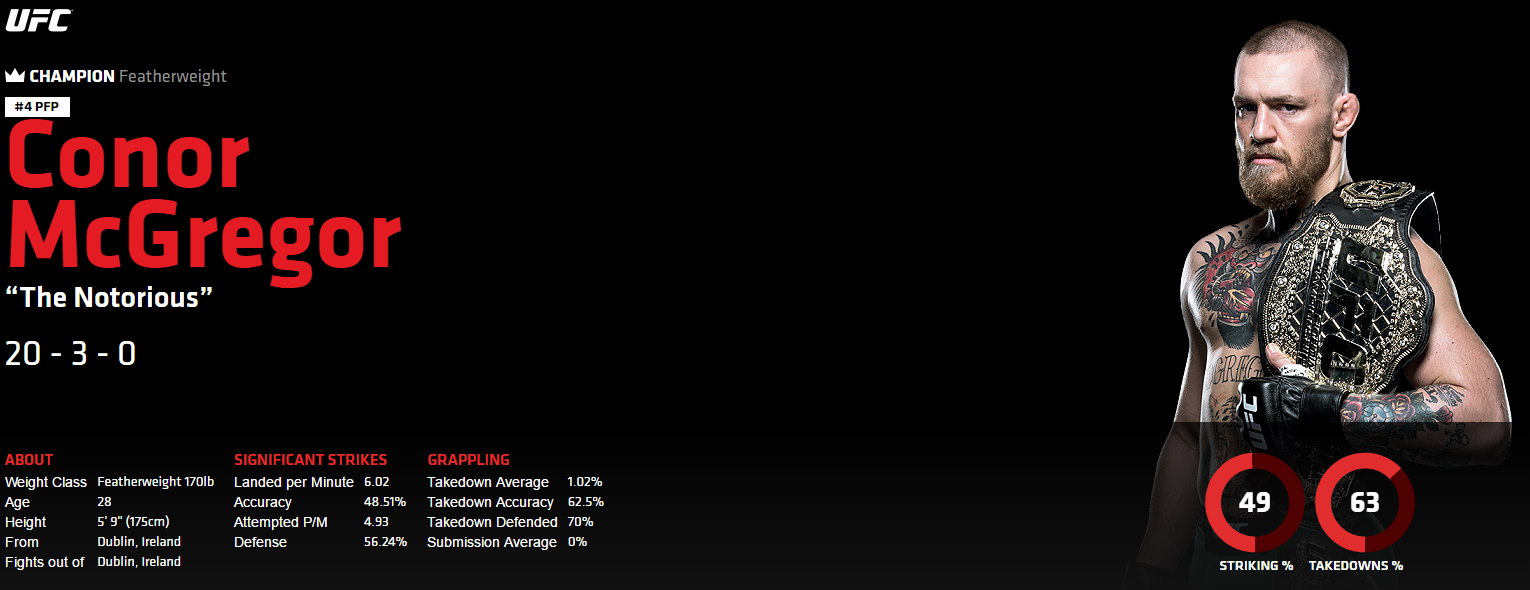 UFC
CHAMPION Featherweight
#4 PFP
Conor
McGregor
“The Notorious”
20 - 3 - 0
ABOUT
Weight Class Featherweight 170lb
Age 28
Height 5' 9" (175cm)
From Dublin, Ireland
Fights out of Dublin, Ireland
SIGNIFICANT STRIKES
Landed per Minute 6.02
Accuracy 48.51%
Attempted P/M 4.93
Defense 56.24%
GRAPPLING
Takedown Average 1.02%
Takedown Accuracy 62.5%
Takedown Defended 70%
Submission Average 0%
UFC
GREG
UFC
49
STRIKING %
63
TAKEDOWNS %